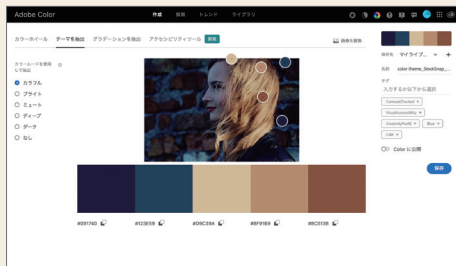 Adobe Color
作成 探索 トレンド ライブラリ
カラーホイール テーマを抽出 グラデーションを抽出 アクセシビリティツール 新規
画像を置換
カラームードを使用して抽出
カラフル
ブライト
ミュート
ディープ
ダーク
なし
保存先 マイライブ...
名前 color theme_StockSnap_...
タグ
入力するか以下から選択
ContrastChecked +
VisualAccessibility +
Blue +
Calm +
Color に公開
保存
#091740 #123E59 #D9C39A #BF8F69 #8C513B